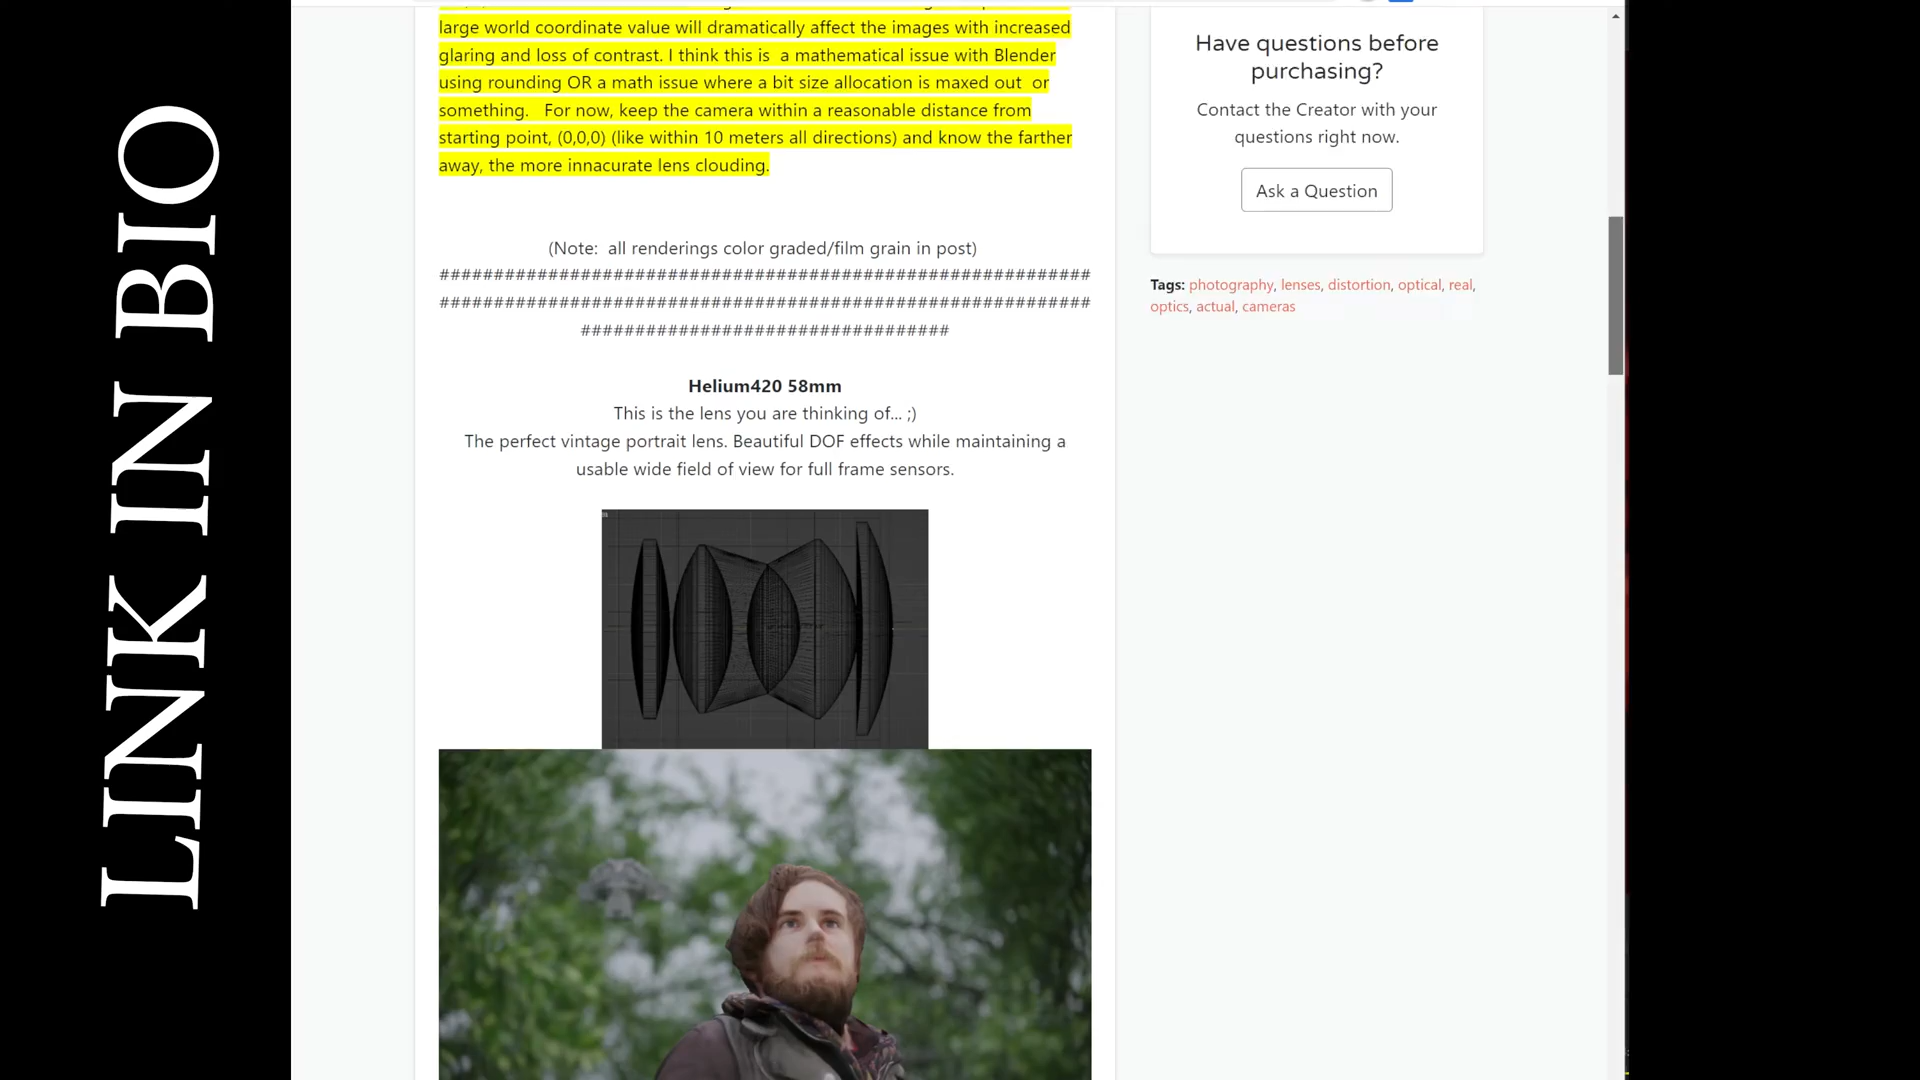 LINK IN BIO
large world coordinate value will dramatically affect the images with increased
glaring and loss of contrast. I think this is  a mathematical issue with Blender
using rounding OR a math issue where a bit size allocation is maxed out  or
something.   For now, keep the camera within a reasonable distance from
starting point, (0,0,0) (like within 10 meters all directions) and know the farther
away, the more innacurate lens clouding.
(Note:  all renderings color graded/film grain in post)
############################################################
############################################################
##################################
Helium420 58mm
This is the lens you are thinking of... ;)
The perfect vintage portrait lens. Beautiful DOF effects while maintaining a
usable wide field of view for full frame sensors.
Have questions before
purchasing?
Contact the Creator with your
questions right now.
Ask a Question
Tags: photography, lenses, distortion, optical, real,
optics, actual, cameras